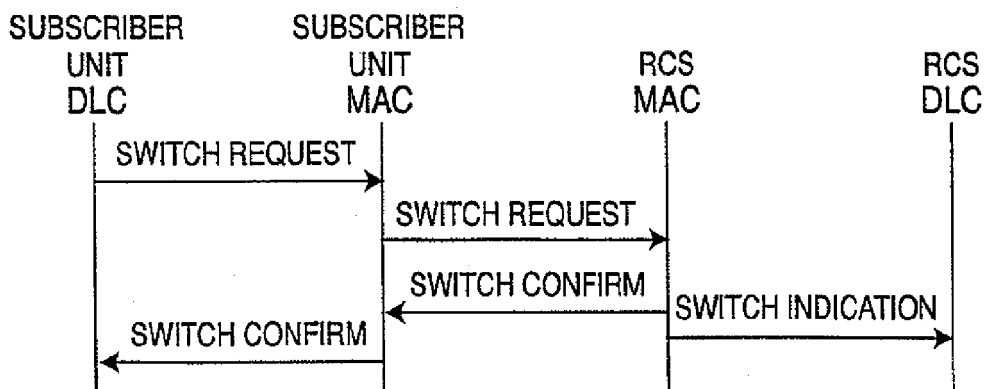 SUBSCRIBER
UNIT
DLC
SUBSCRIBER
UNIT
MAC
RCS
MAC
RCS
DLC
SWITCH REQUEST
SWITCH REQUEST
SWITCH CONFIRM
SWITCH INDICATION
SWITCH CONFIRM